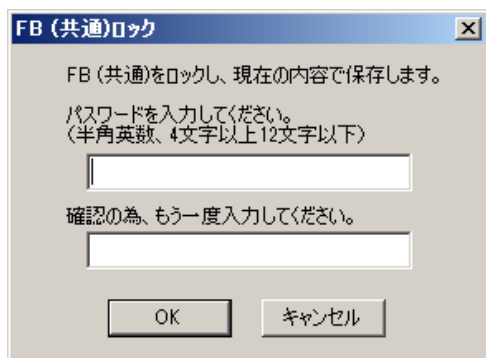 FB (共通)ロック
FB (共通)をロックし、現在の内容で保存します。
パスワードを入力してください。
(半角英数、4文字以上12文字以下)
確認の為、もう一度入力してください。
OK
キャンセル